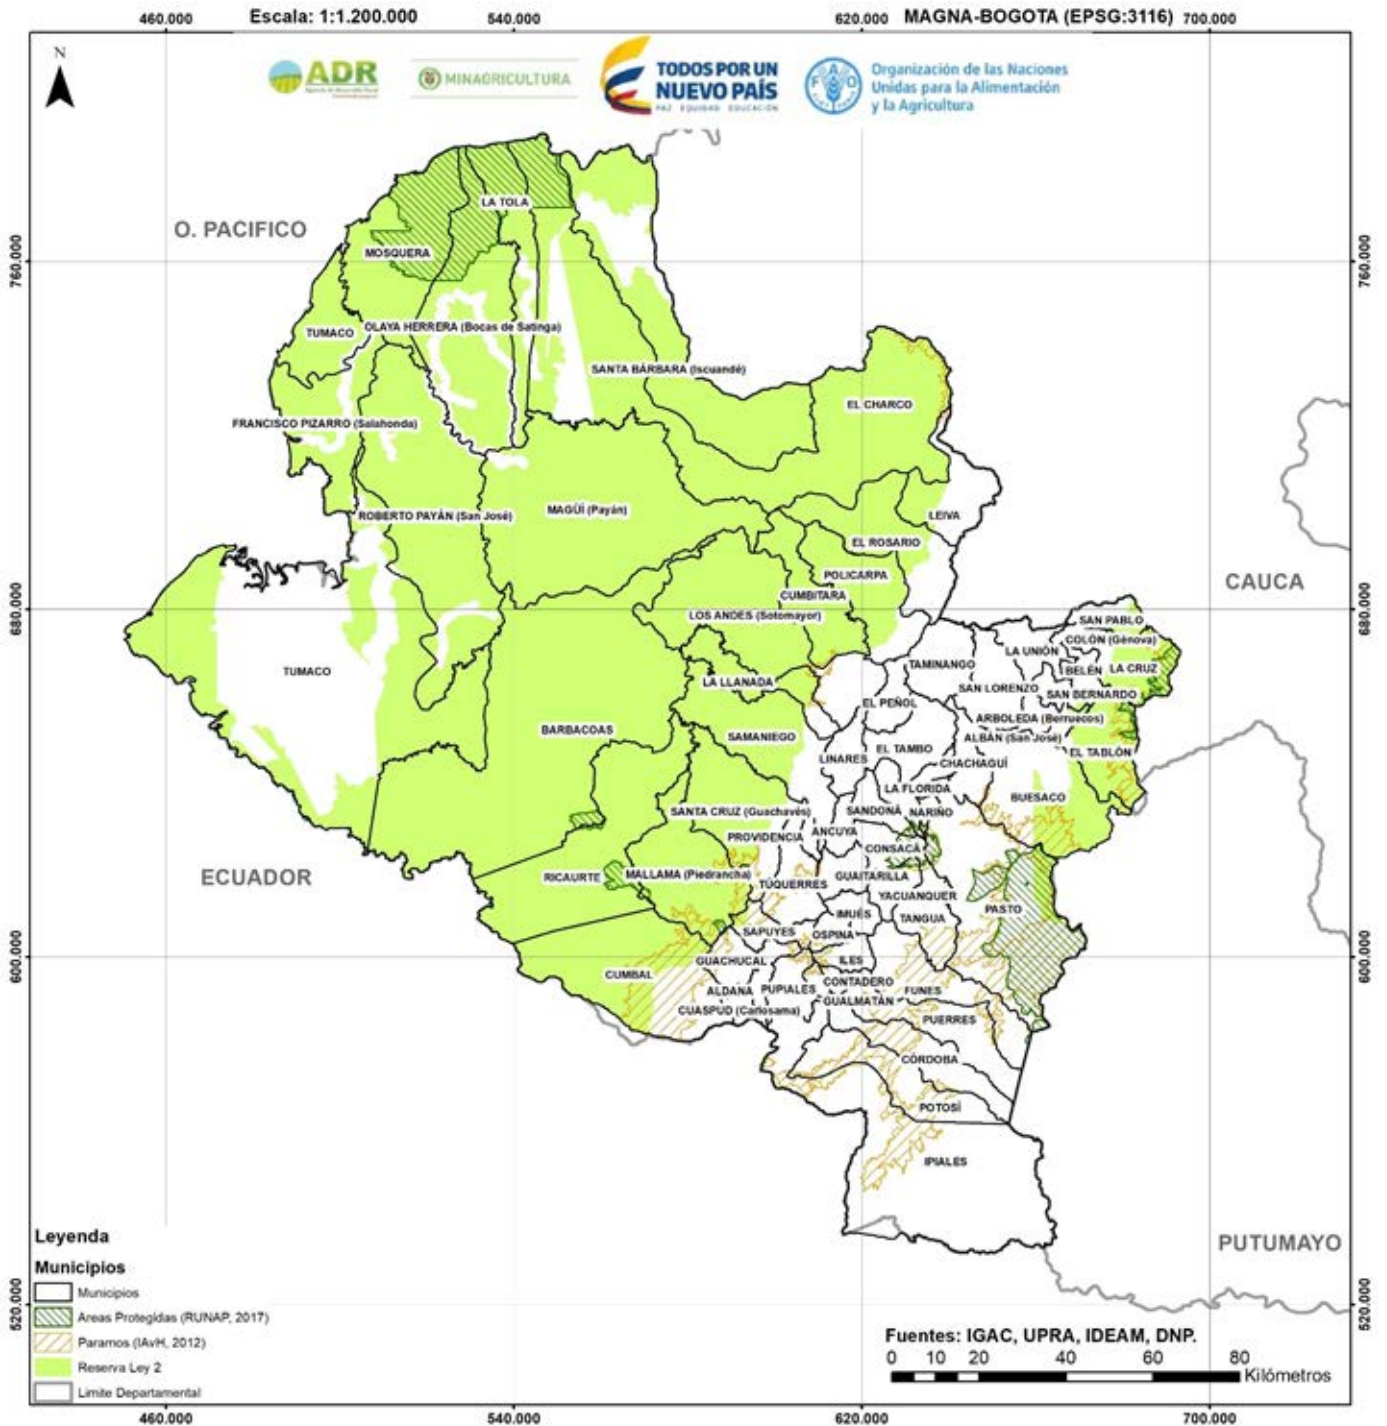 460.000
Escala: 1:1.200.000
540.000
620.000
MAGNA-BOGOTA (EPSG:3116)
700.000
N
ADR
MINAGRICULTURA
TODOS POR UN
NUEVO PAÍS
PAZ EQUIDAD EDUCACIÓN
F A O
Organización de las Naciones
Unidas para la Alimentación
y la Agricultura
O. PACIFICO
LA TOLA
MOSQUERA
760.000
760.000
TUMACO
OLAYA HERRERA (Bocas de Satinga)
SANTA BÁRBARA (Iscuandé)
EL CHARCO
FRANCISCO PIZARRO (Salahonda)
ROBERTO PAYÁN (San José)
MAGÜÍ (Payán)
LEIVA
EL ROSARIO
POLICARPA
CUMBITARA
CAUCA
680.000
680.000
LOS ANDES (Sotomayor)
SAN PABLO
COLÓN (Génova)
LA UNIÓN
TAMINANGO
BELÉN
LA CRUZ
TUMACO
LA LLANADA
SAN LORENZO
SAN BERNARDO
EL PEÑOL
ARBOLEDA (Berruecos)
BARBACOAS
SAMANIEGO
ALBÁN (San José)
EL TAMBO
EL TABLÓN
LINARES
CHACHAGUÍ
LA FLORIDA
BUESACO
SANTA CRUZ (Guachavés)
SANDONÁ
NARIÑO
PROVIDENCIA
ANCUYA
CONSACÁ
ECUADOR
RICAURTE
MALLAMA (Piedrancha)
TÚQUERRES
GUAITARILLA
YACUANQUER
PASTO
IMUÉS
TANGUA
SAPUYES
OSPINA
600.000
600.000
GUACHUCAL
ILES
CUMBAL
CONTADERO
ALDANA
PUPIALES
FUNES
GUALMATÁN
CUASPUD (Carlosama)
PUERRES
CÓRDOBA
POTOSÍ
IPIALES
PUTUMAYO
Leyenda
Municipios
Municipios
Areas Protegidas (RUNAP, 2017)
Paramos (IAvH, 2012)
Reserva Ley 2
Limite Departamental
520.000
520.000
Fuentes: IGAC, UPRA, IDEAM, DNP.
0 10 20 40 60 80
Kilómetros
460.000
540.000
620.000
700.000